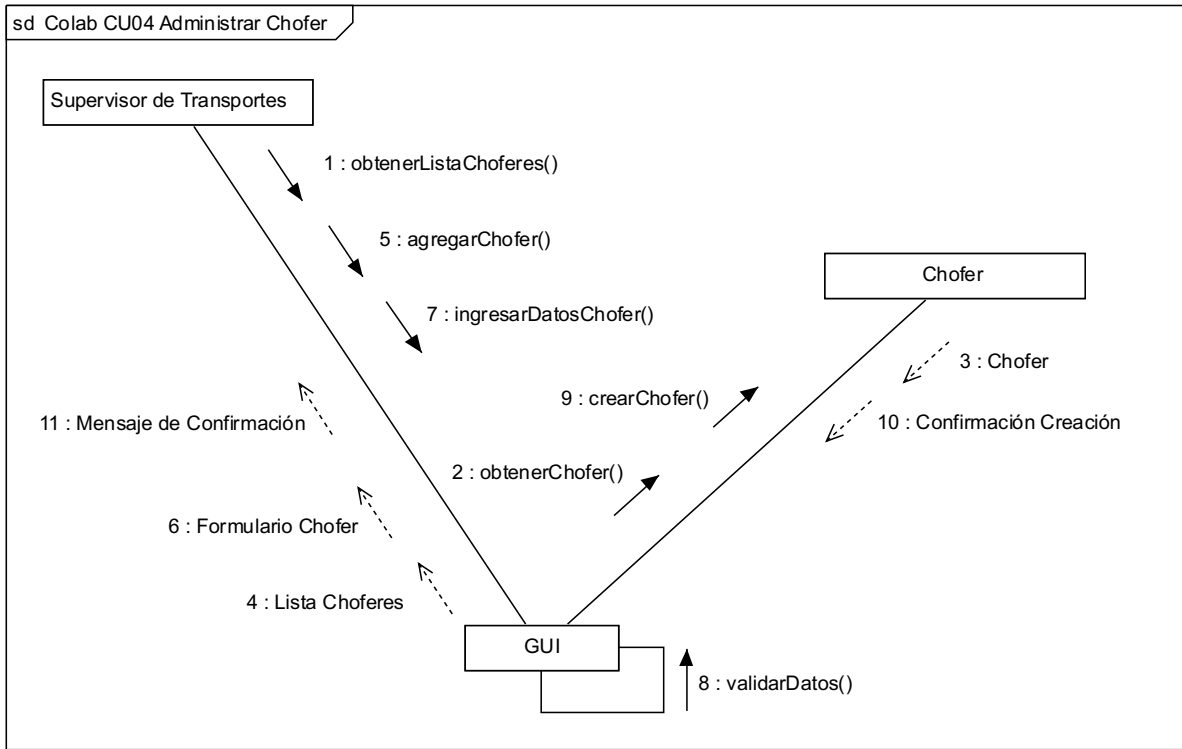 sd Colab CU04 Administrar Chofer
Supervisor de Transportes
1 : obtenerListaChoferes()
5 : agregarChofer()
Chofer
7 : ingresarDatosChofer()
3 : Chofer
9 : crearChofer()
11 : Mensaje de Confirmación
10 : Confirmación Creación
2 : obtenerChofer()
6 : Formulario Chofer
4 : Lista Choferes
GUI
8 : validarDatos()